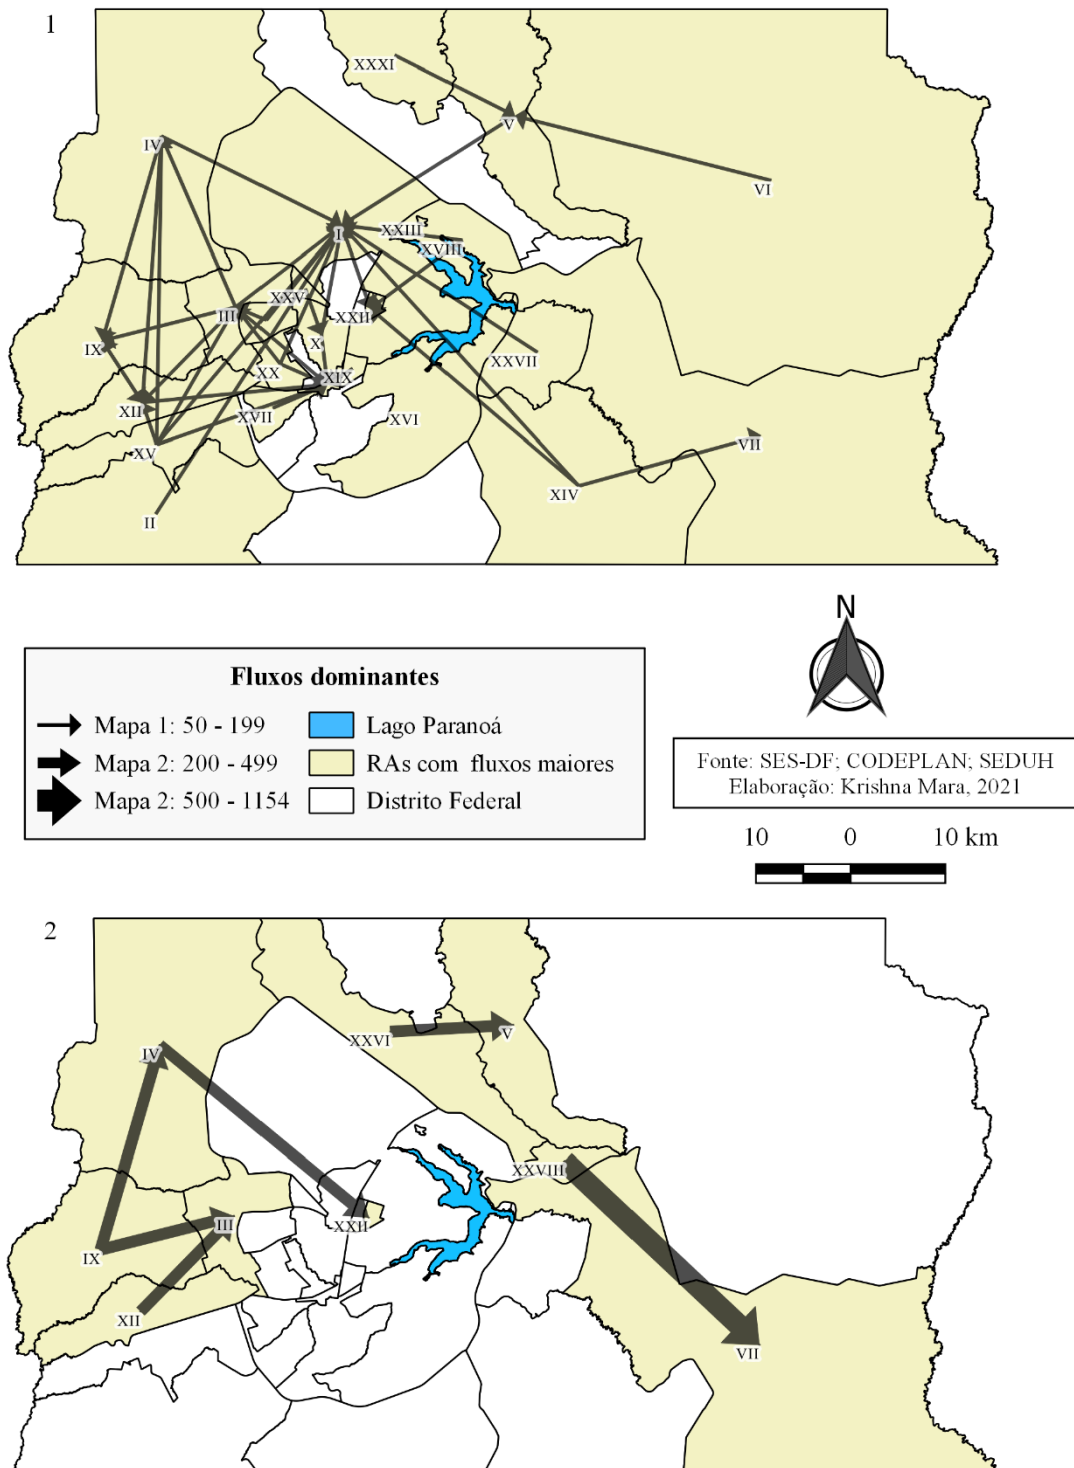 1
XXXI
V
IV
VI
I
XXIII
XVIII
XXV
III
XXII
X
IX
XXVII
XX
XIX
XII
XVII
XVI
VII
XV
XIV
II
N
Fluxos dominantes
Mapa 1: 50 - 199
Lago Paranoá
Mapa 2: 200 - 499
RAs com fluxos maiores
Mapa 2: 500 - 1154
Distrito Federal
Fonte: SES-DF; CODEPLAN; SEDUH
Elaboração: Krishna Mara, 2021
10 0 10 km
2
XXVI
V
IV
XXVIII
III
XXII
IX
XII
VII